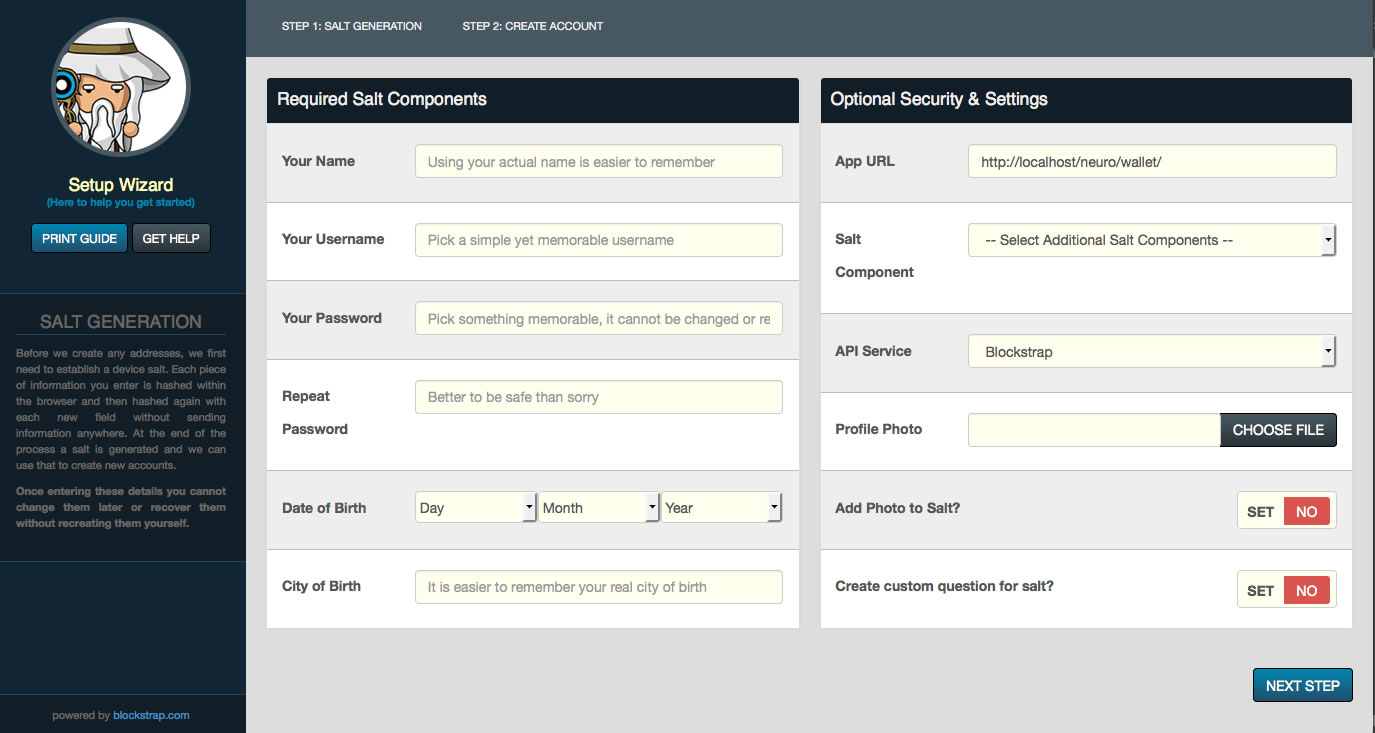 STEP 1: SALT GENERATION
STEP 2: CREATE ACCOUNT
Setup Wizard
(Here to help you get started)
PRINT GUIDE
GET HELP
SALT GENERATION
Before we create any addresses, we first
need to establish a device salt. Each piece
of information you enter is hashed within
the browser and then hashed again with
each new field without sending
information anywhere. At the end of the
process a salt is generated and we can
use that to create new accounts.
Once entering these details you cannot
change them later or recover them
without recreating them yourself.
powered by blockstrap.com
Required Salt Components
Your Name
Using your actual name is easier to remember
Your Username
Pick a simple yet memorable username
Your Password
Pick something memorable, it cannot be changed or re
Repeat
Password
Better to be safe than sorry
Date of Birth
Day
Month
Year
City of Birth
It is easier to remember your real city of birth
Optional Security & Settings
App URL
http://localhost/neuro/wallet/
Salt
Component
-- Select Additional Salt Components --
API Service
Blockstrap
Profile Photo
CHOOSE FILE
Add Photo to Salt?
SET
NO
Create custom question for salt?
SET
NO
NEXT STEP